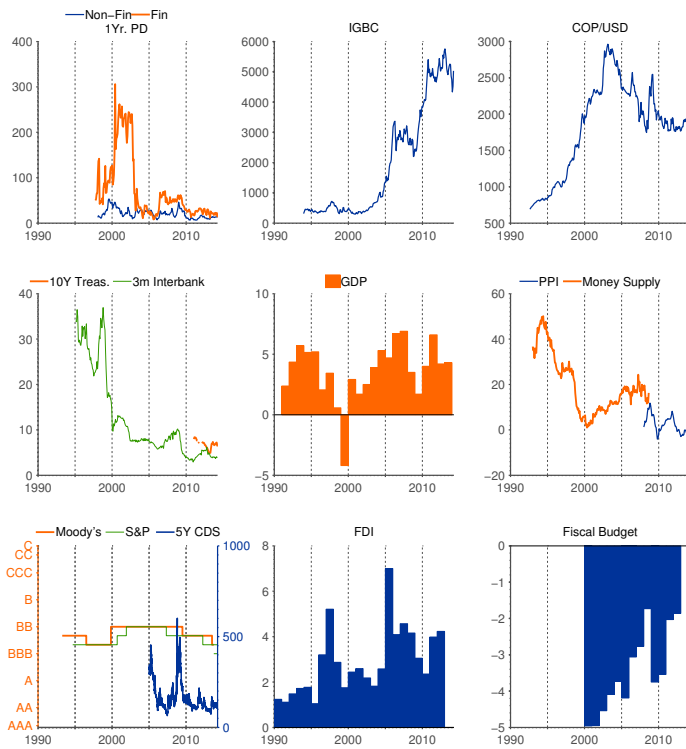 Non-Fin Fin
1Yr. PD
IGBC
COP/USD
400
300
200
100
0
1990 2000 2010
6000
5000
4000
3000
2000
1000
0
1990 2000 2010
3000
2500
2000
1500
1000
500
1990 2000 2010
10Y Treas. 3m Interbank
GDP
PPI Money Supply
40
30
20
10
0
1990 2000 2010
10
5
0
−5
1990 2000 2010
60
40
20
0
−20
1990 2000 2010
Moody's S&P 5Y CDS
FDI
Fiscal Budget
C
CC
CCC
B
BB
BBB
A
AA
AAA
1000
500
0
1990 2000 2010
8
6
4
2
0
1990 2000 2010
0
−1
−2
−3
−4
−5
1990 2000 2010